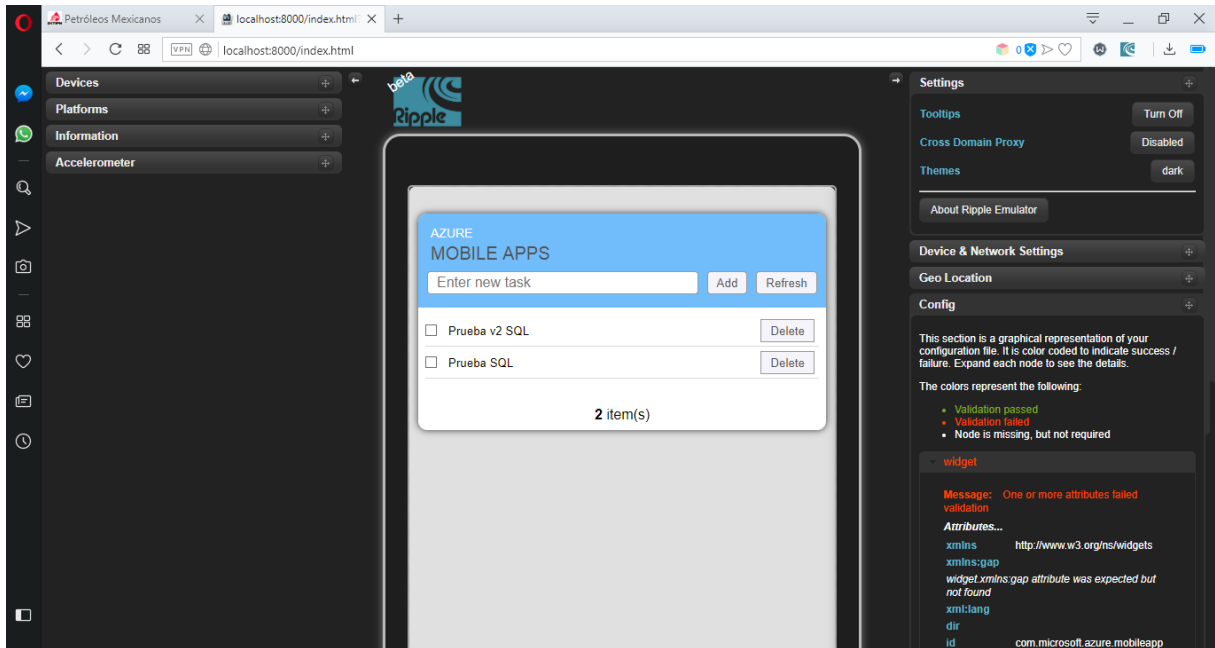 Petróleos Mexicanos
localhost:8000/index.html
VPN localhost:8000/index.html
0
Devices
Platforms
Information
Accelerometer
beta
Ripple
AZURE
MOBILE APPS
Enter new task Add Refresh
Prueba v2 SQL Delete
Prueba SQL Delete
2 item(s)
Settings
Tooltips Turn Off
Cross Domain Proxy Disabled
Themes dark
About Ripple Emulator
Device & Network Settings
Geo Location
Config
This section is a graphical representation of your
configuration file. It is color coded to indicate success /
failure. Expand each node to see the details.
The colors represent the following:
Validation passed
Validation failed
Node is missing, but not required
widget
Message: One or more attributes failed
validation
Attributes...
xmlns http://www.w3.org/ns/widgets
xmlns:gap
widget.xmlns:gap attribute was expected but
not found
xml:lang
dir
id com.microsoft.azure.mobileapp